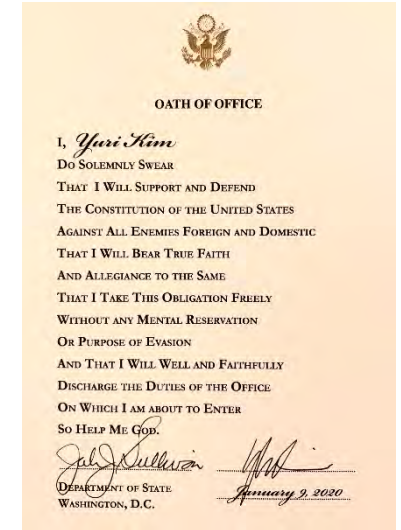 OATH OF OFFICE
I, Yuri Kim
DO SOLEMNLY SWEAR
THAT I WILL SUPPORT AND DEFEND
THE CONSTITUTION OF THE UNITED STATES
AGAINST ALL ENEMIES FOREIGN AND DOMESTIC
THAT I WILL BEAR TRUE FAITH
AND ALLEGIANCE TO THE SAME
THAT I TAKE THIS OBLIGATION FREELY
WITHOUT ANY MENTAL RESERVATION
OR PURPOSE OF EVASION
AND THAT I WILL WELL AND FAITHFULLY
DISCHARGE THE DUTIES OF THE OFFICE
ON WHICH I AM ABOUT TO ENTER
SO HELP ME GOD.
John J Sullivan
DEPARTMENT OF STATE
January 9, 2020
WASHINGTON, D.C.